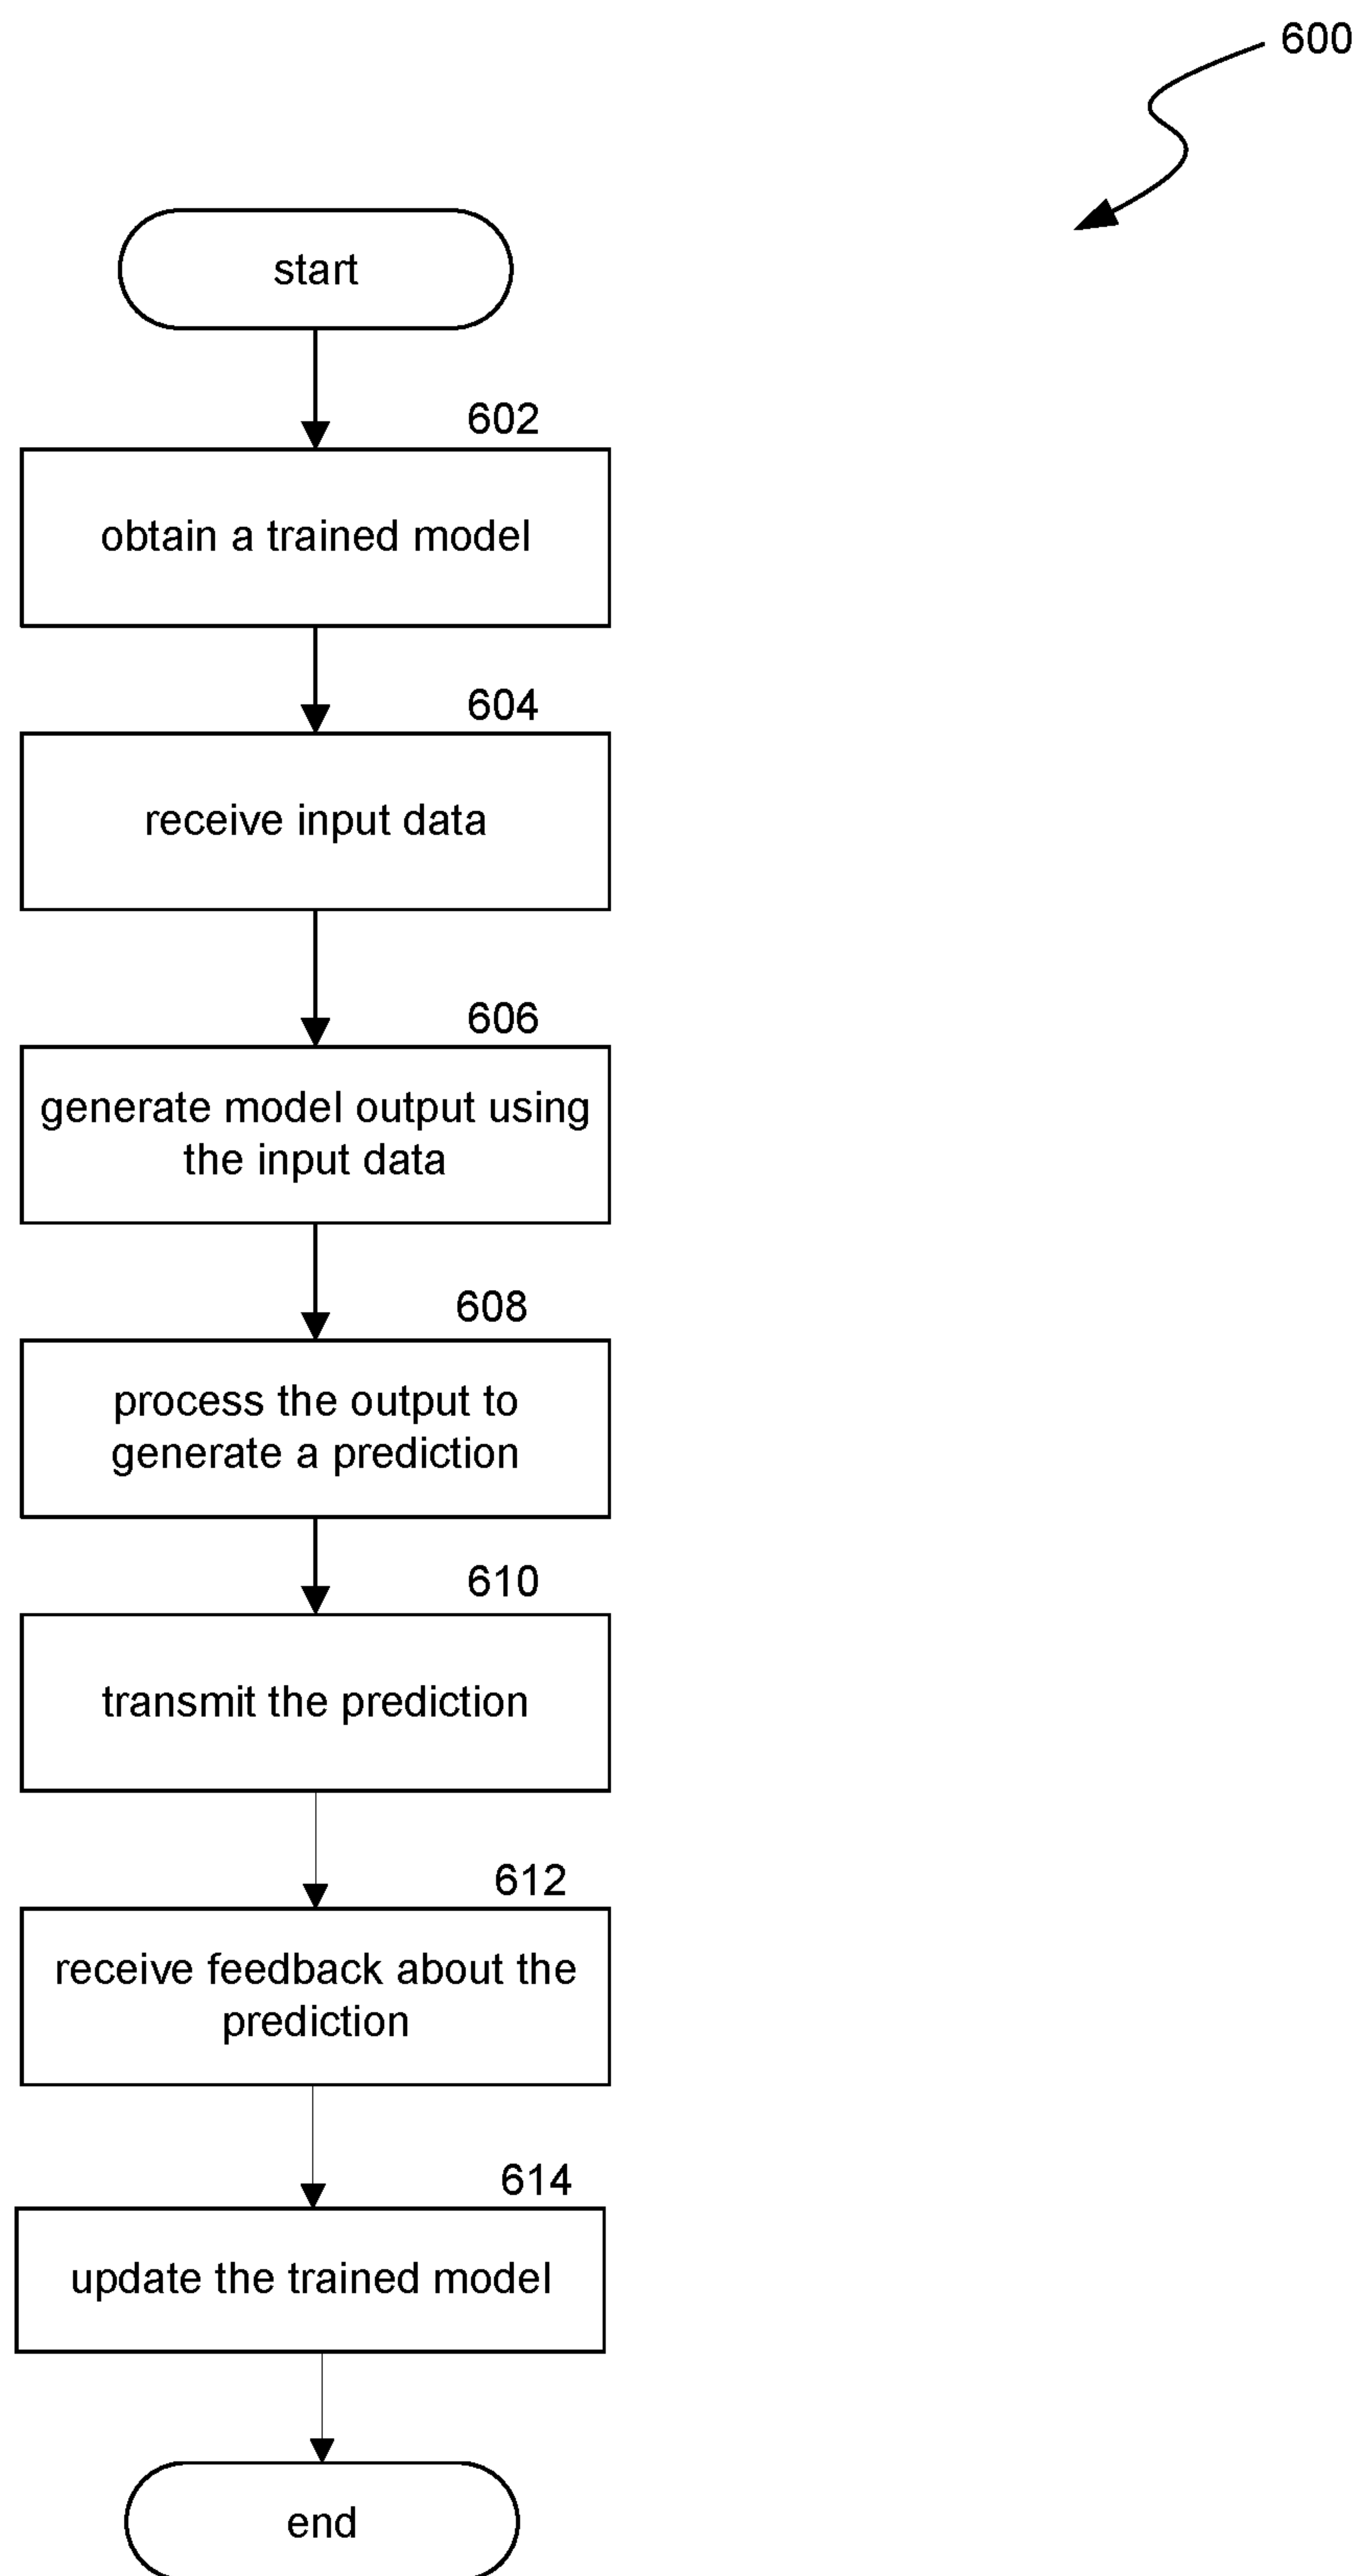 600
start
602
obtain a trained model
604
receive input data
606
generate model output using
the input data
608
process the output to
generate a prediction
610
transmit the prediction
612
receive feedback about the
prediction
614
update the trained model
end